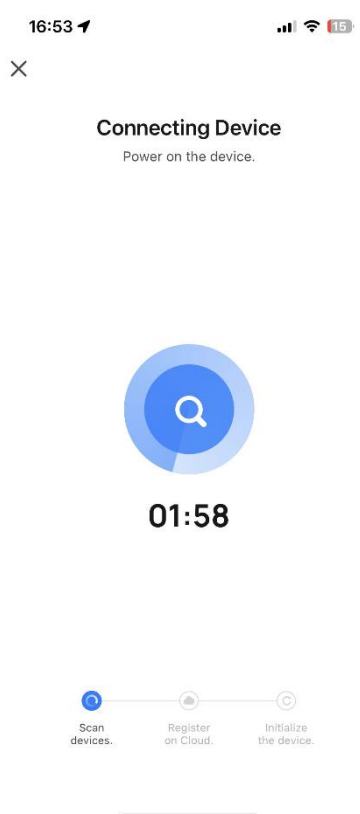 16:53
15
Connecting Device
Power on the device.
01:58
Scan
devices.
Register
on Cloud.
Initialize
the device.